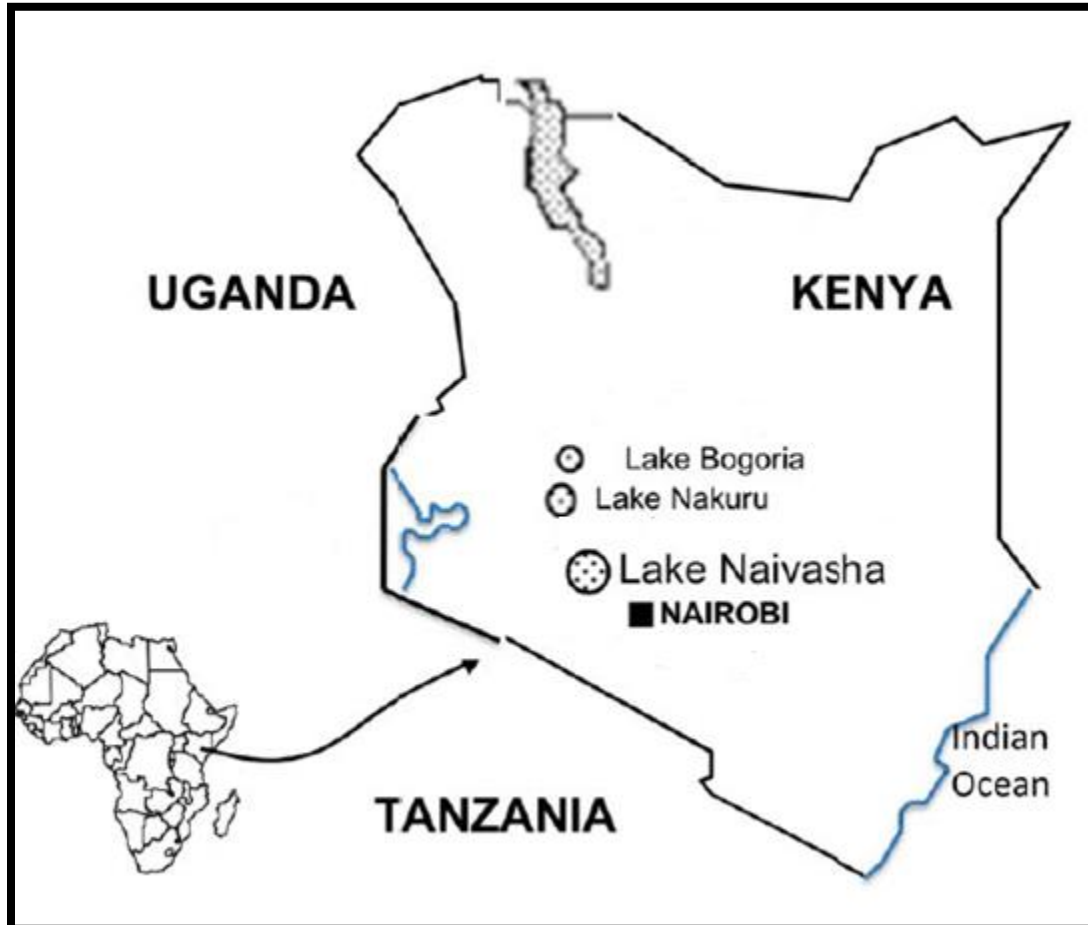 UGANDA
KENYA
Lake Bogoria
Lake Nakuru
Lake Naivasha
NAIROBI
Indian
Ocean
TANZANIA